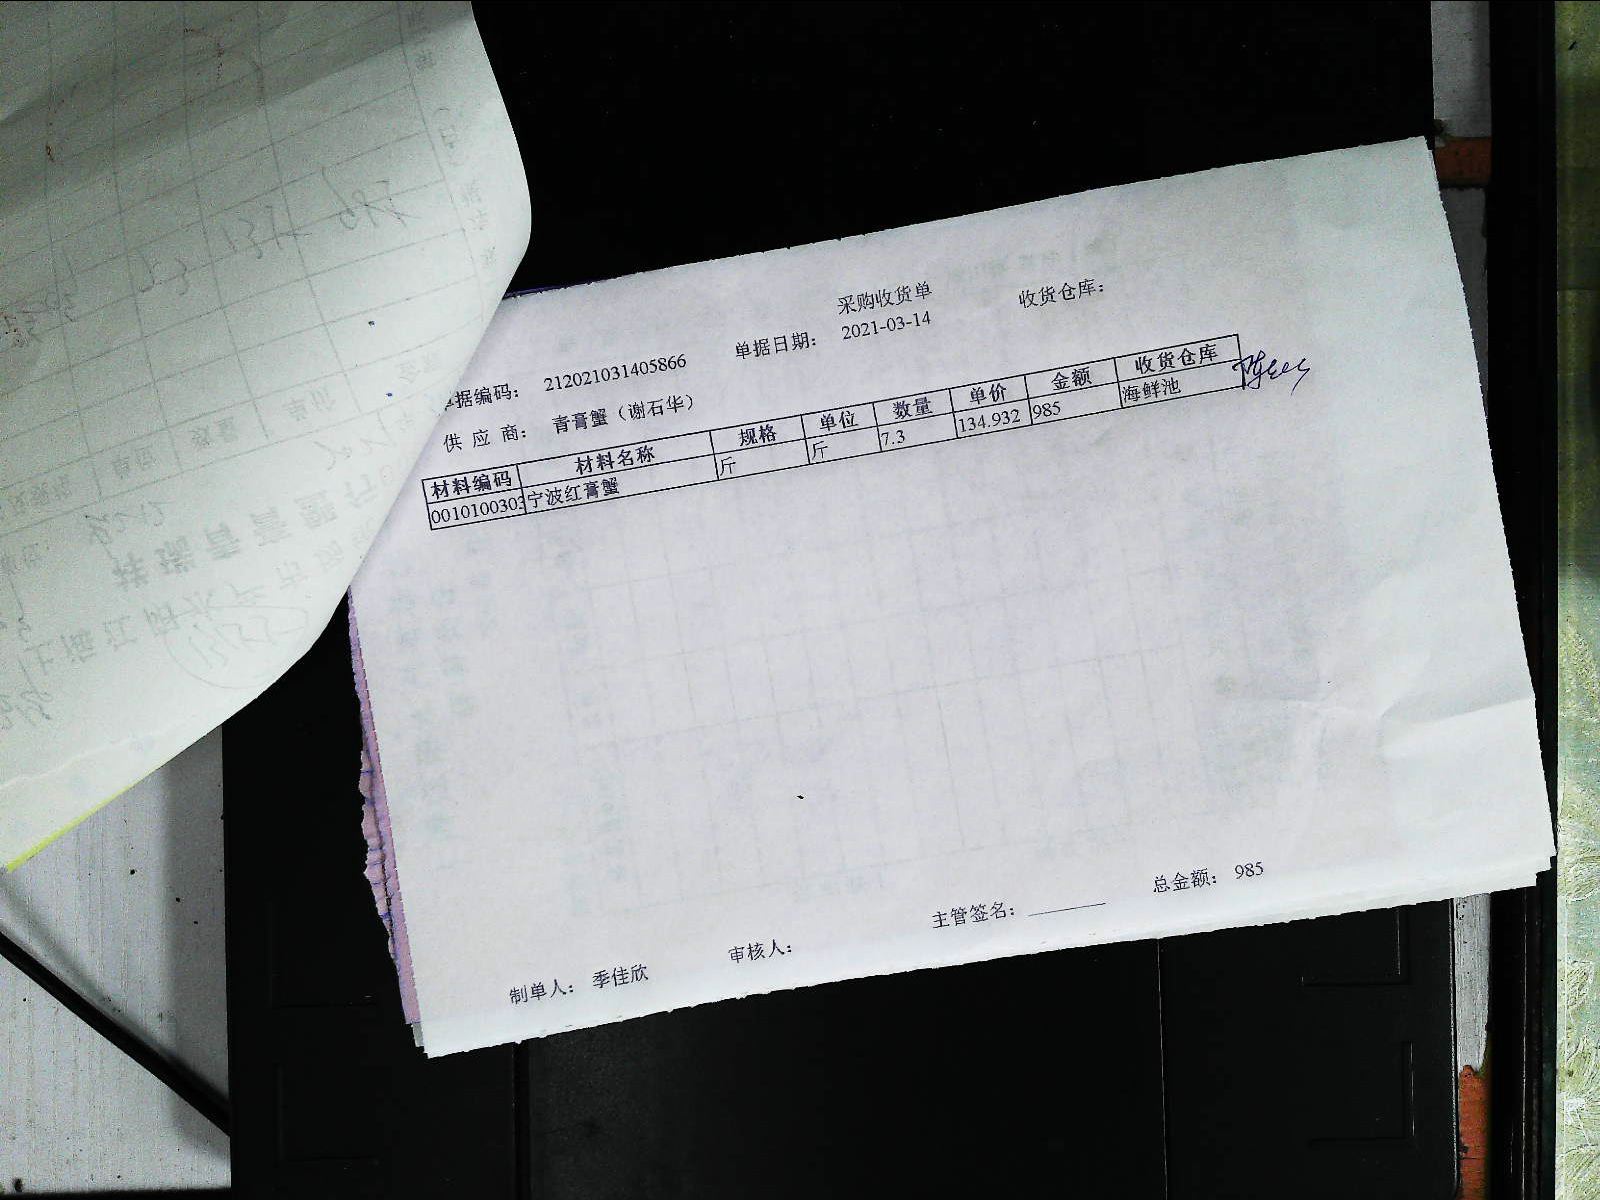 采购收货单
单据编码： 212021031405866 单据日期： 2021-03-14 收货仓库：
供 应 商： 青膏蟹（谢石华）
材料编码 材料名称 规格 单位 数量 单价 金额 收货仓库
0010100303 宁波红膏蟹 斤 斤 7.3 134.932 985 海鲜池
制单人： 季佳欣 审核人： 主管签名： 总金额： 985